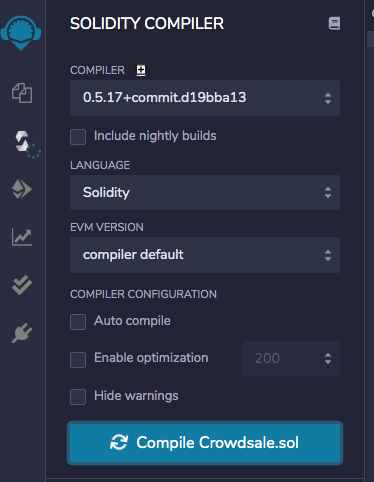 SOLIDITY COMPILER
COMPILER
0.5.17+commit.d19bba13
Include nightly builds
LANGUAGE
Solidity
EVM VERSION
compiler default
COMPILER CONFIGURATION
Auto compile
Enable optimization 200
Hide warnings
Compile Crowdsale.sol